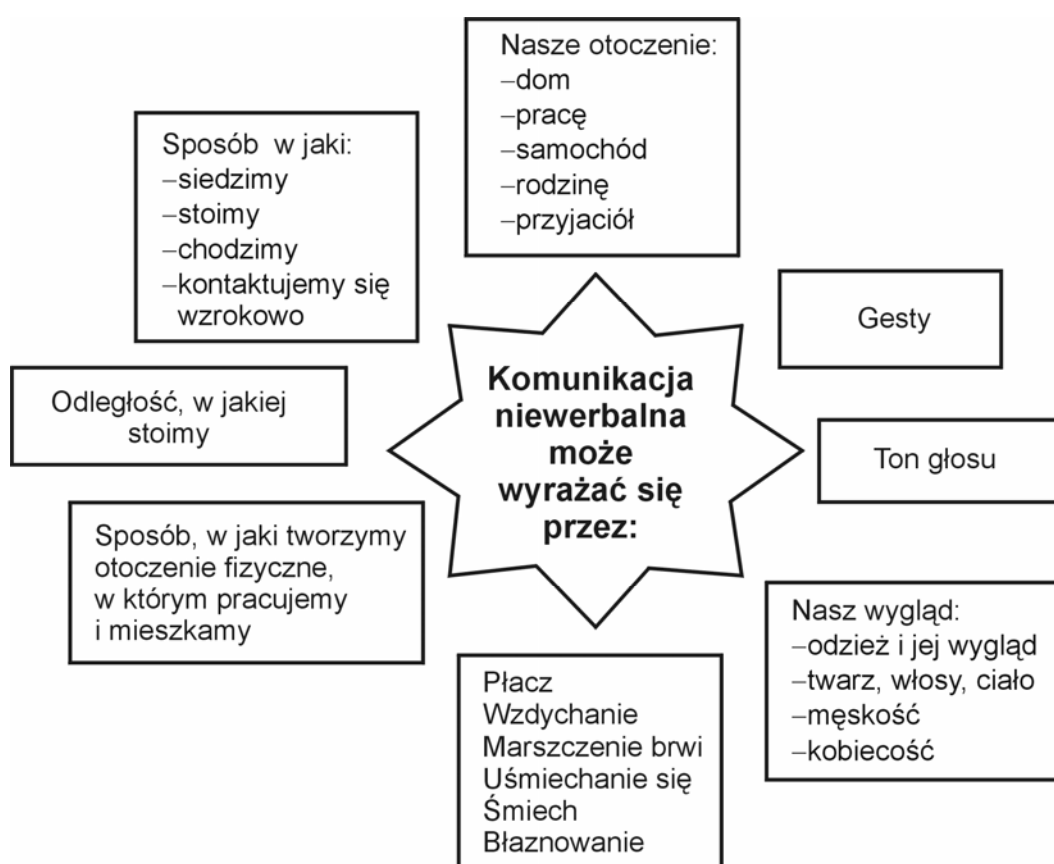 Nasze otoczenie:
–dom
–pracę
–samochód
–rodzinę
–przyjaciół
Sposób w jaki:
–siedzimy
–stoimy
–chodzimy
–kontaktujemy się
wzrokowo
Gesty
Komunikacja
niewerbalna
może
wyrażać się
przez:
Odległość, w jakiej
stoimy
Ton głosu
Sposób, w jaki tworzymy
otoczenie fizyczne,
w którym pracujemy
i mieszkamy
Nasz wygląd:
–odzież i jej wygląd
–twarz, włosy, ciało
–męskość
–kobiecość
Płacz
Wzdychanie
Marszczenie brwi
Uśmiechanie się
Śmiech
Błaznowanie